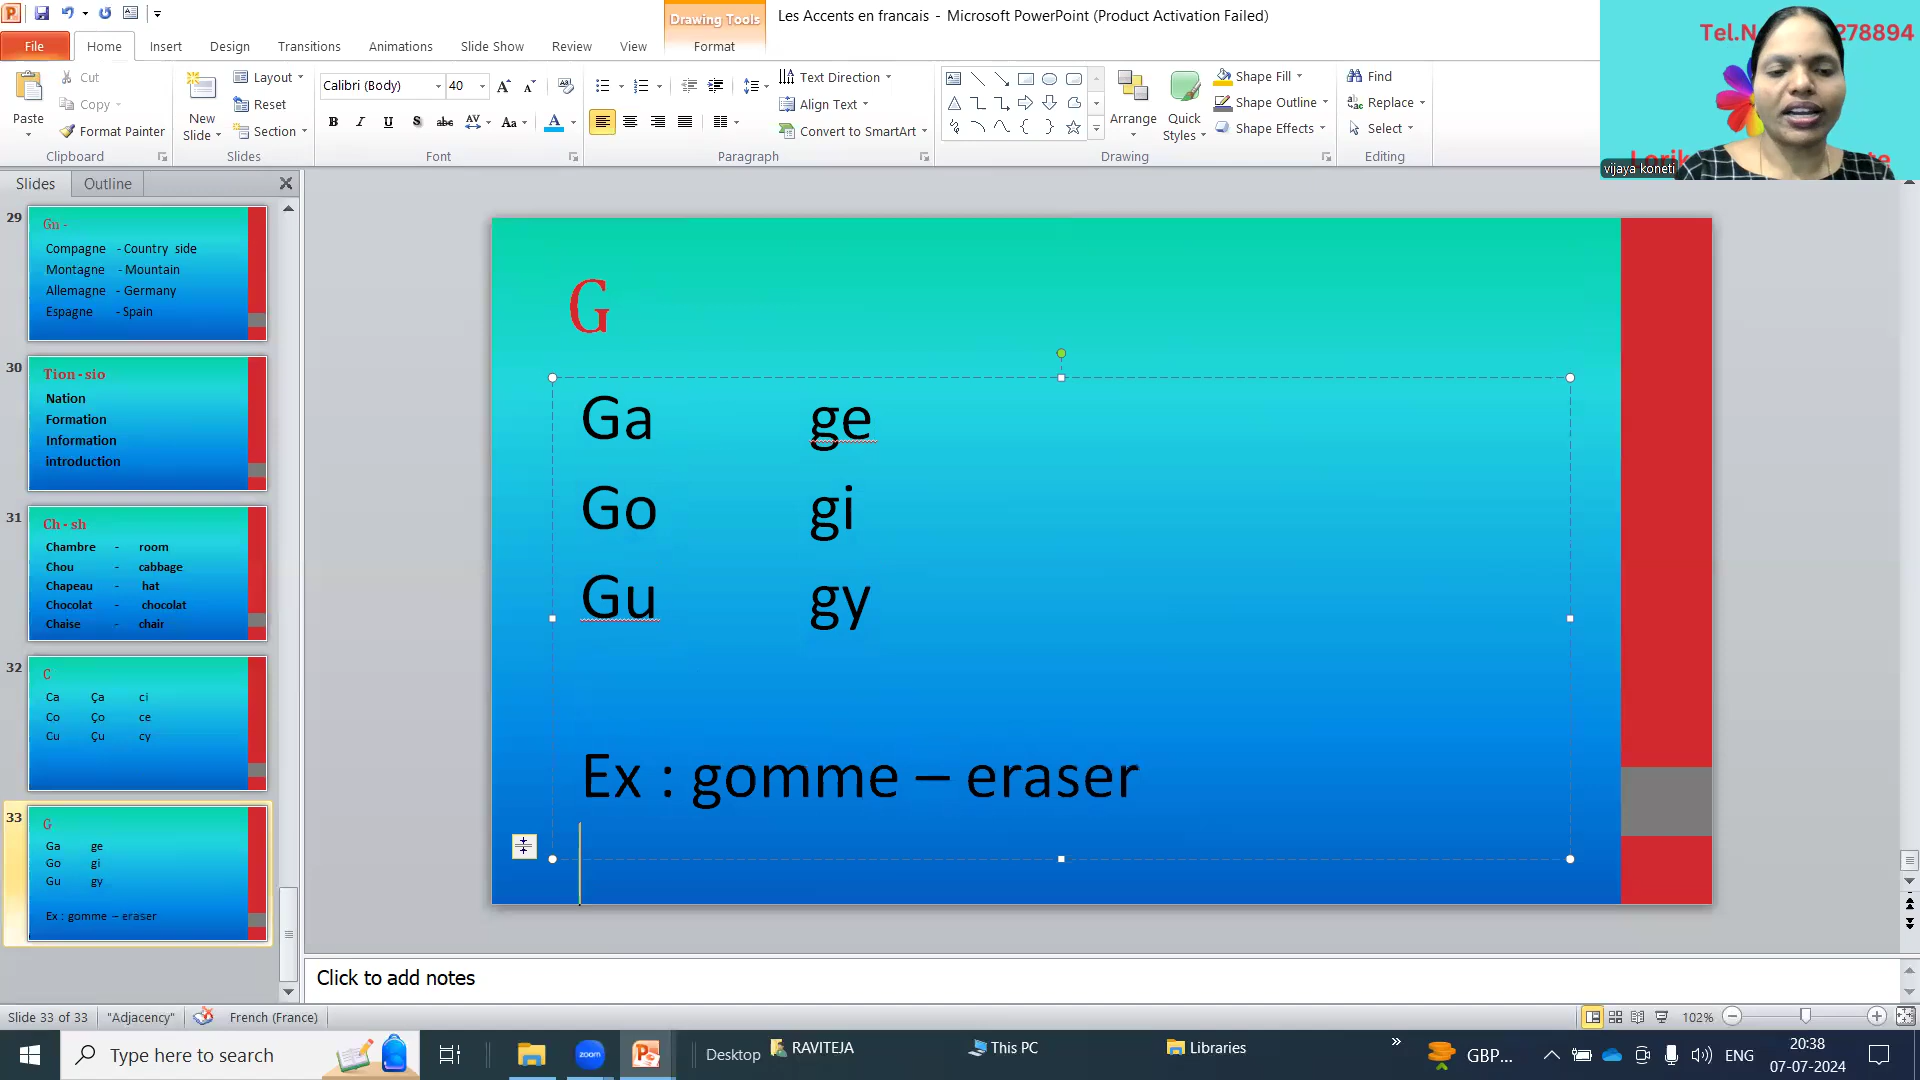 Les Accents en francais - Microsoft PowerPoint (Product Activation Failed)
Drawing Tools
File Home Insert Design Transitions Animations Slide Show Review View Format
Paste
Cut
Copy
Format Painter
Clipboard
New Slide
Layout
Reset
Section
Slides
Calibri (Body) 40
B I U S abc AV Aa A
Font
Text Direction
Align Text
Convert to SmartArt
Paragraph
Arrange
Quick Styles
Shape Fill
Shape Outline
Shape Effects
Drawing
Find
Replace
Select
Editing
Tel.N 278894
vijaya koneti
Slides Outline
29
Gn -
Compagne - Country side
Montagne - Mountain
Allemagne - Germany
Espagne - Spain
30
Tion - sio
Nation
Formation
Information
introduction
31
Ch - sh
Chambre - room
Chou - cabbage
Chapeau - hat
Chocolat - chocolat
Chaise - chair
32
C
Ca Ça ci
Co Ço ce
Cu Çu cy
33
G
Ga ge
Go gi
Gu gy
Ex : gomme – eraser
G
Ga ge
Go gi
Gu gy
Ex : gomme – eraser
Click to add notes
Slide 33 of 33 "Adjacency" French (France) 102%
Type here to search
zoom
Desktop RAVITEJA This PC Libraries » GBP... ENG
20:38
07-07-2024